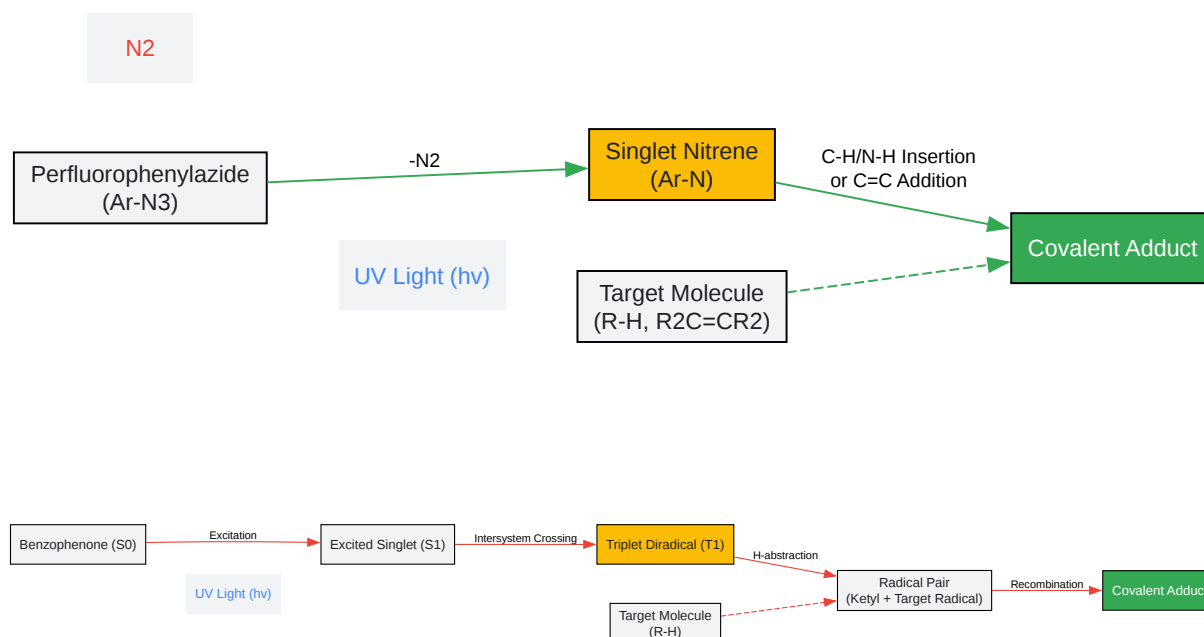 N2
Perfluorophenylazide
(Ar-N3)
-N2
Singlet Nitrene
(Ar-N)
C-H/N-H Insertion
or C=C Addition
Covalent Adduct
UV Light (hv)
Target Molecule
(R-H, R2C=CR2)
Benzophenone (S0)
Excitation
Excited Singlet (S1)
Intersystem Crossing
Triplet Diradical (T1)
H-abstraction
Radical Pair
(Ketyl + Target Radical)
Recombination
Covalent Adduct
UV Light (hv)
Target Molecule
(R-H)